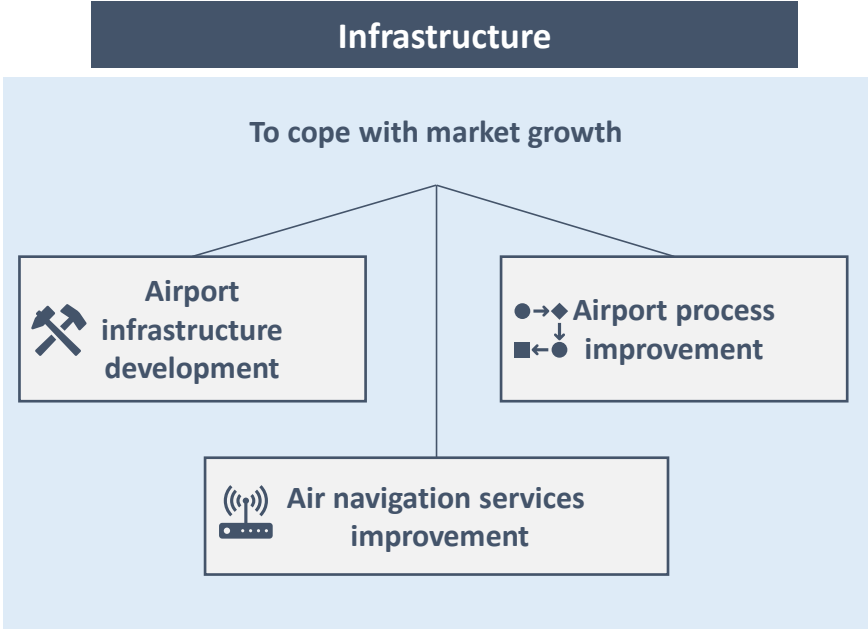 Infrastructure
To cope with market growth
Airport
infrastructure
development
Airport process
improvement
Air navigation services
improvement